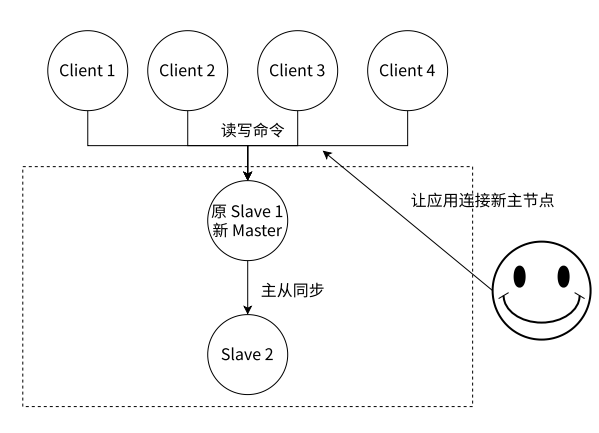 Client 1
Client 2
Client 3
Client 4
读写命令
让应用连接新主节点
原 Slave 1
新 Master
主从同步
Slave 2